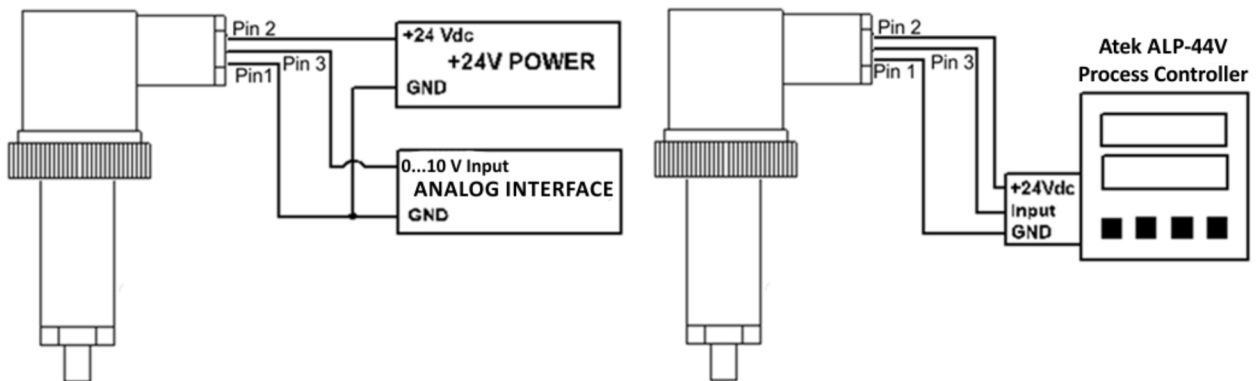 Pin 2
Pin 3
Pin1
+24 Vdc
+24V POWER
GND
0...10 V Input
ANALOG INTERFACE
GND
Pin 2
Pin 3
Pin 1
Atek ALP-44V
Process Controller
+24Vdc
Input
GND